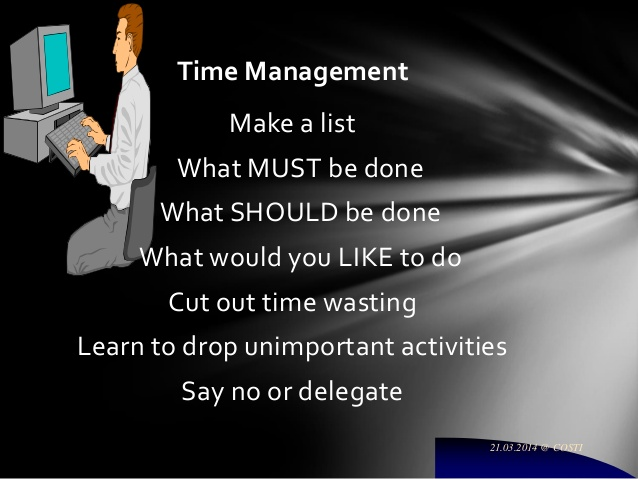 Time Management
Make a list
What MUST be done
What SHOULD be done
What would you LIKE to do
Cut out time wasting
Learn to drop unimportant activities
Say no or delegate
21.03.2014 @ COSTI